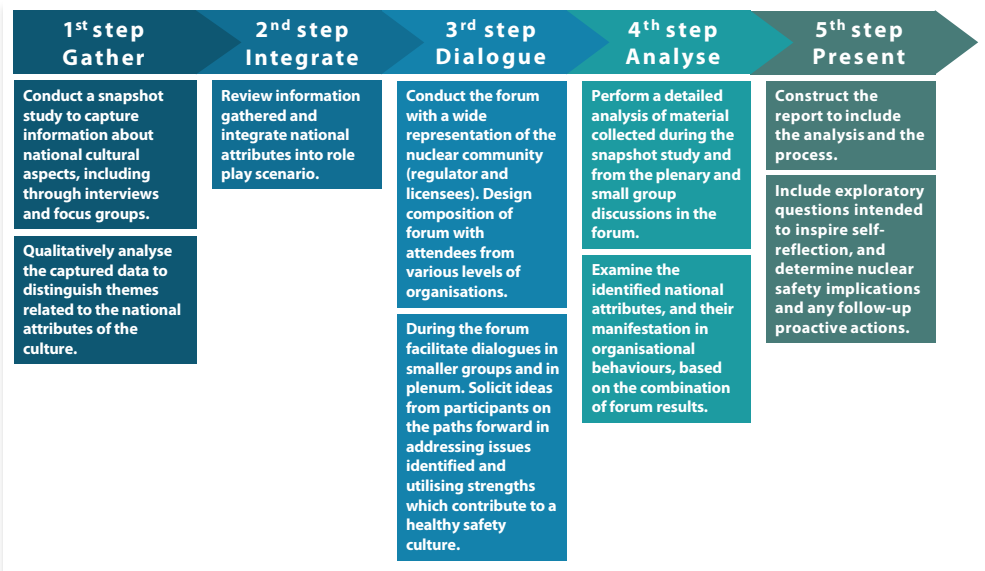 1st step
Gather
2nd step
Integrate
3rd step
Dialogue
4th step
Analyse
5th step
Present
Conduct a snapshot
study to capture
information about
national cultural
aspects, including
through interviews
and focus groups.
Qualitatively analyse
the captured data to
distinguish themes
related to the national
attributes of the
culture.
Review information
gathered and
integrate national
attributes into role
play scenario.
Conduct the forum
with a wide
representation of the
nuclear community
(regulator and
licensees). Design
composition of
forum with
attendees from
various levels of
organisations.
During the forum
facilitate dialogues in
smaller groups and in
plenum. Solicit ideas
from participants on
the paths forward in
addressing issues
identified and
utilising strengths
which contribute to a
healthy safety
culture.
Perform a detailed
analysis of material
collected during the
snapshot study and
from the plenary and
small group
discussions in the
forum.
Examine the
identified national
attributes, and their
manifestation in
organisational
behaviours, based
on the combination
of forum results.
Construct the
report to include
the analysis and the
process.
Include exploratory
questions intended
to inspire self-
reflection, and
determine nuclear
safety implications
and any follow-up
proactive actions.